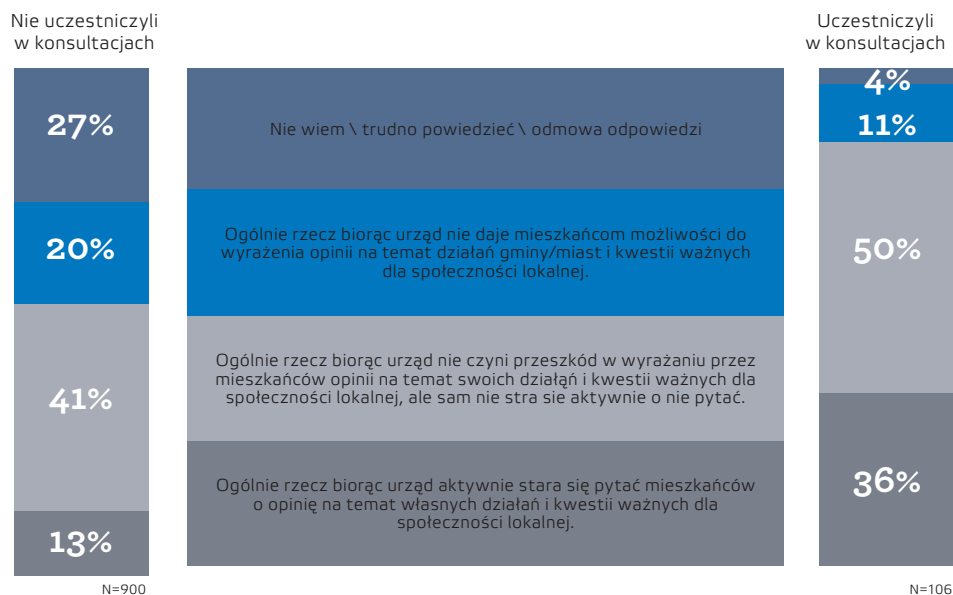 Nie uczestniczyli
w konsultacjach
27%
20%
41%
13%
N=900
Nie wiem \ trudno powiedzieć \ odmowa odpowiedzi
Ogólnie rzecz biorąc urząd nie daje mieszkańcom możliwości do
wyrażenia opinii na temat działań gminy/miast i kwestii ważnych
dla społeczności lokalnej.
Ogólnie rzecz biorąc urząd nie czyni przeszkód w wyrażaniu przez
mieszkańców opinii na temat swoich działąń i kwestii ważnych dla
społeczności lokalnej, ale sam nie stra sie aktywnie o nie pytać.
Ogólnie rzecz biorąc urząd aktywnie stara się pytać mieszkańców
o opinię na temat własnych działań i kwestii ważnych dla
społeczności lokalnej.
Uczestniczyli
w konsultacjach
4%
11%
50%
36%
N=106